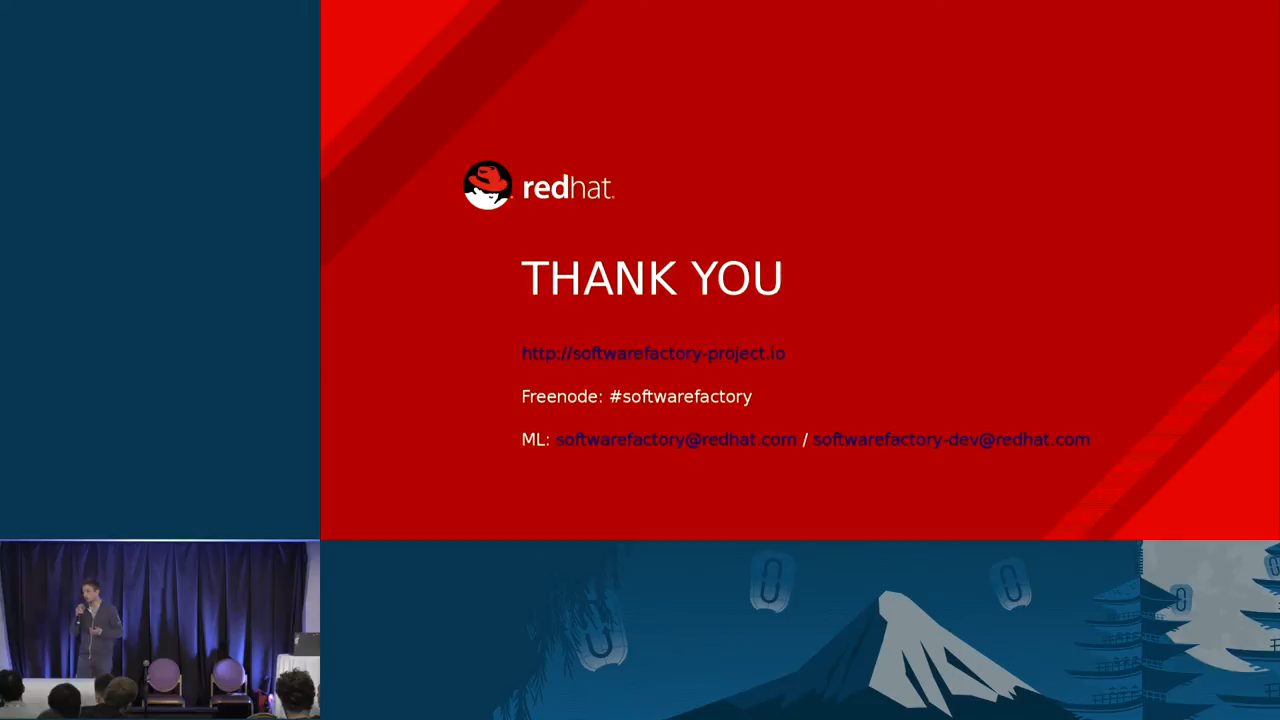 redhat.
THANK YOU
http://softwarefactory-project.io
Freenode: #softwarefactory
ML: softwarefactory@redhat.com / softwarefactory-dev@redhat.com